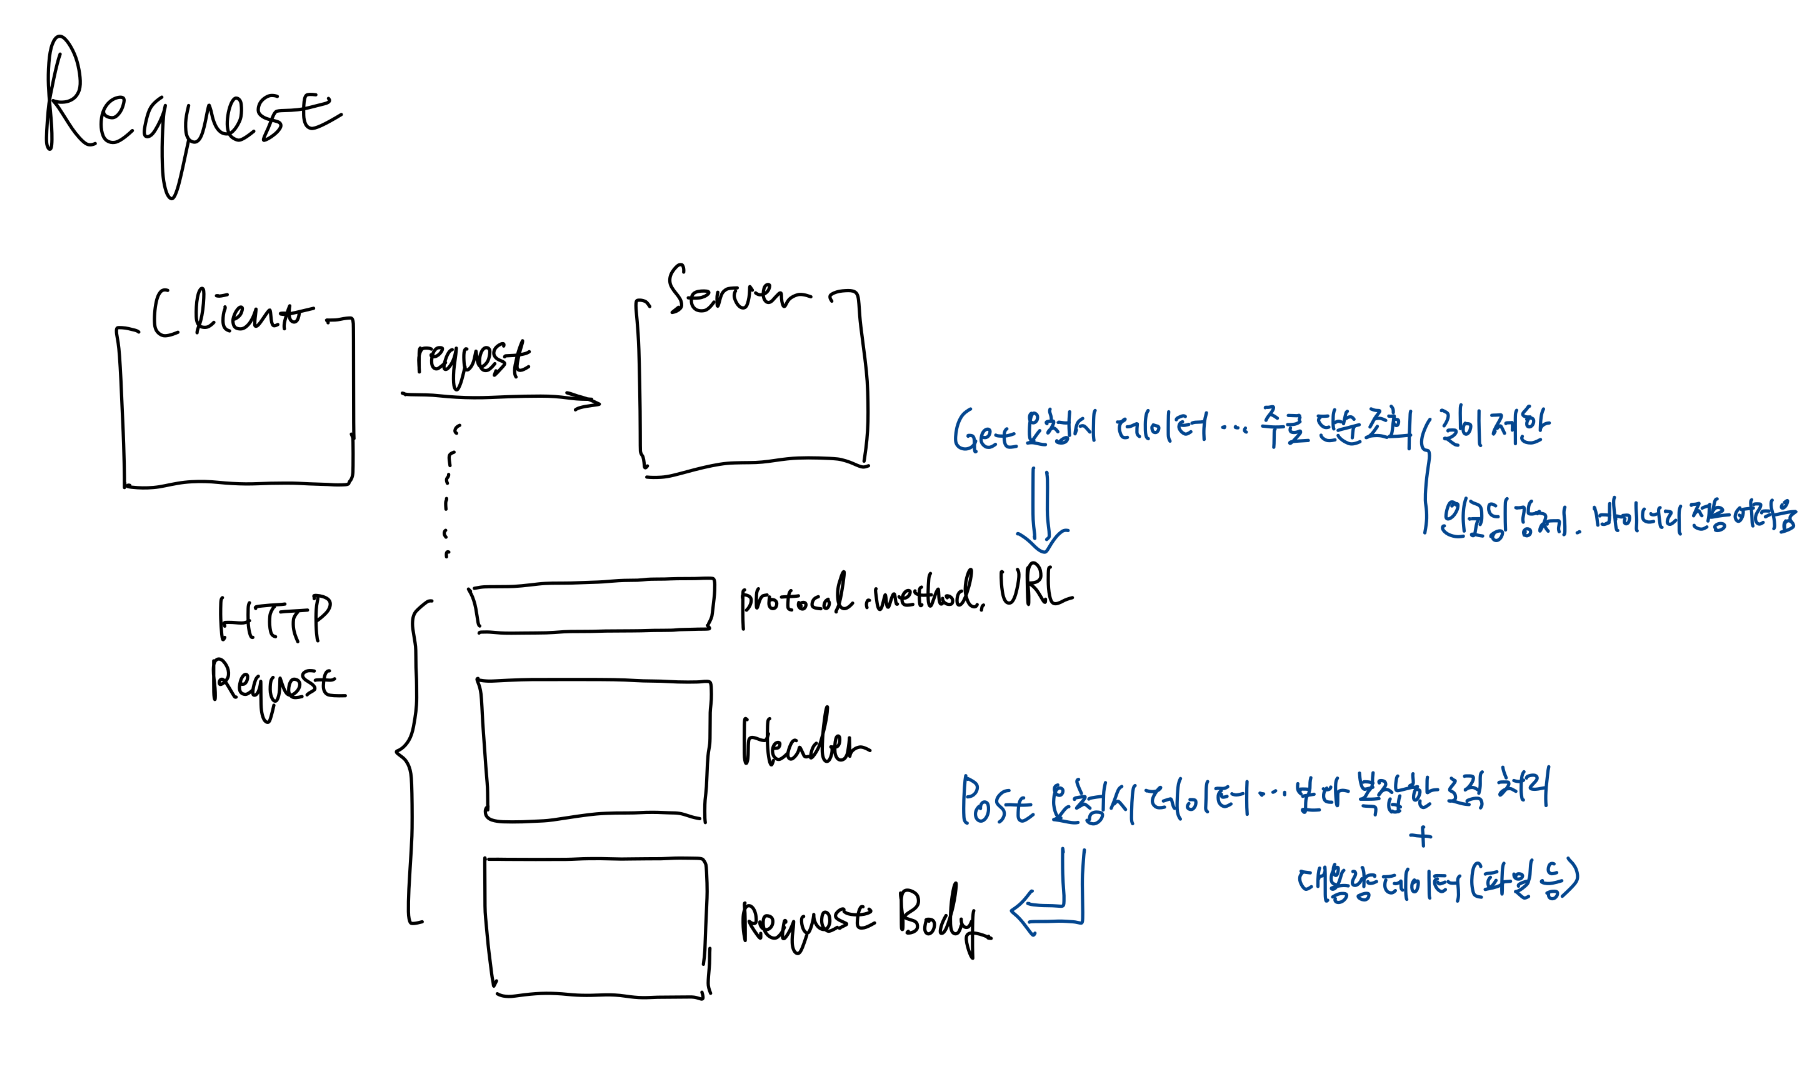 Request
Client
Server
request
Get 요청시 데이터 ... 주로 단순 조회
길이 제한
인코딩 강제. 바이너리 전송 어려움
HTTP
Request
protocol, method, URL
Header
Post 요청시 데이터 ... 보다 복잡한 로직 처리
+
대용량 데이터 (파일 등)
Request Body